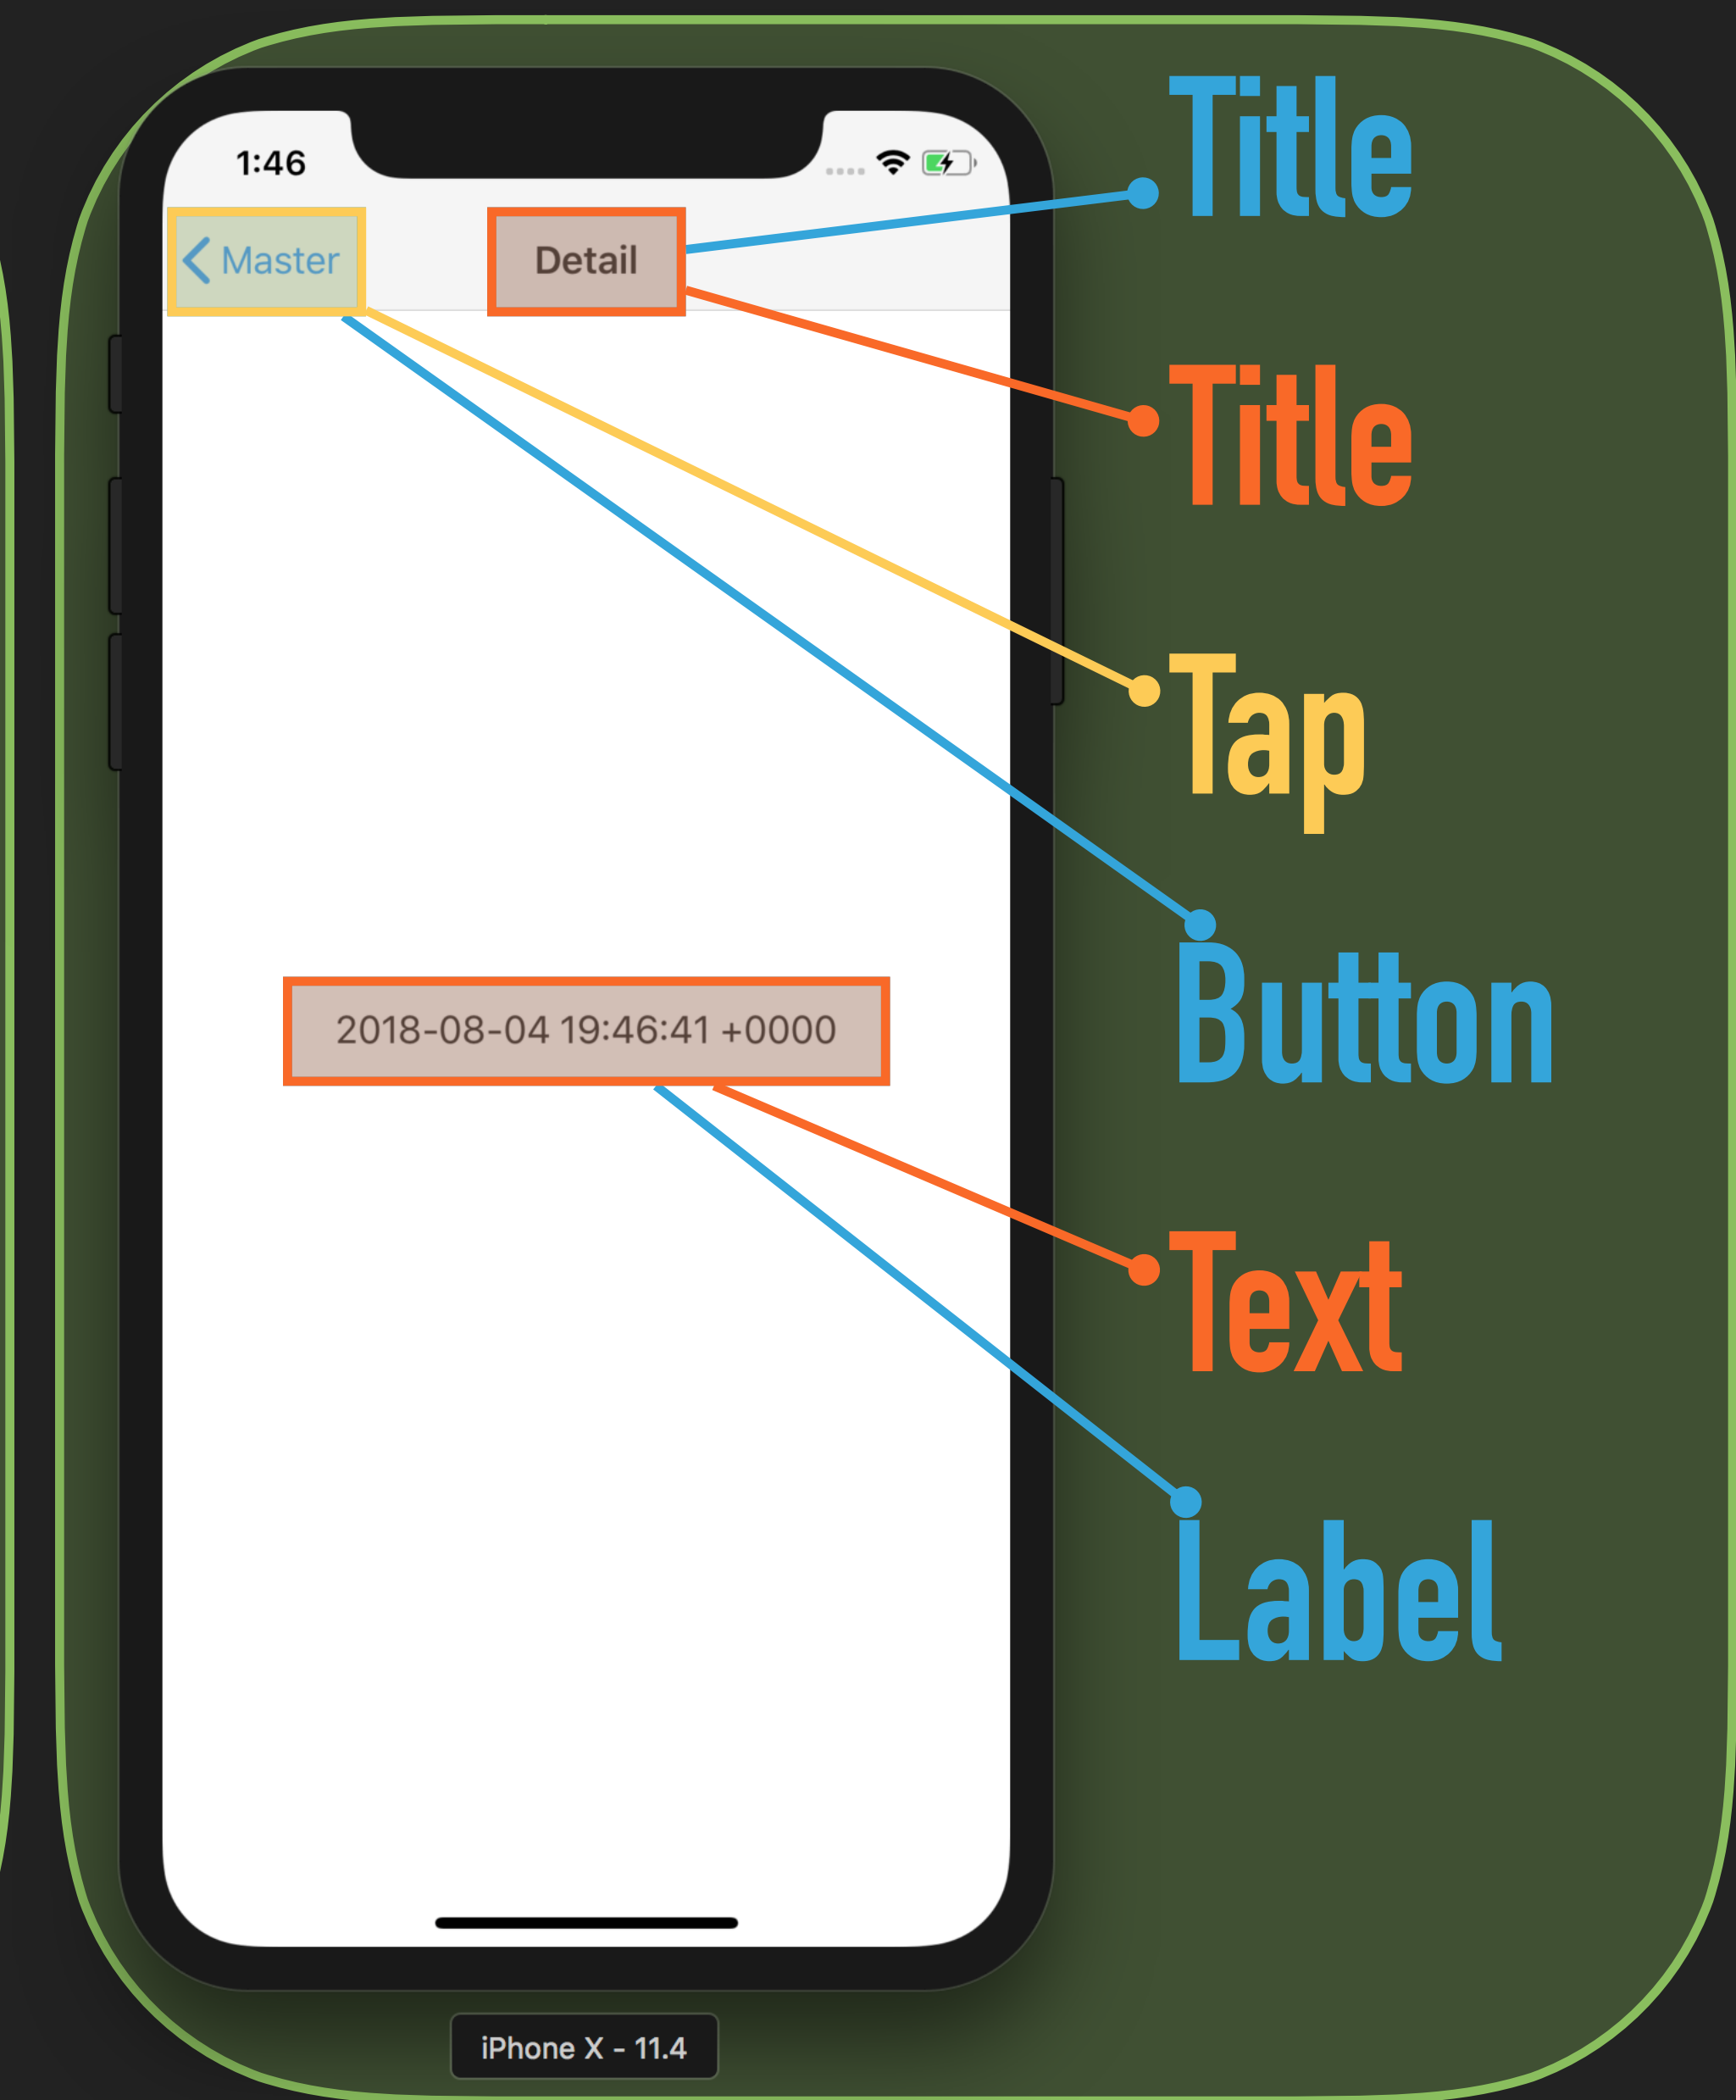 1:46
Master
Detail
2018-08-04 19:46:41 +0000
iPhone X - 11.4
Title
Title
Tap
Button
Text
Label